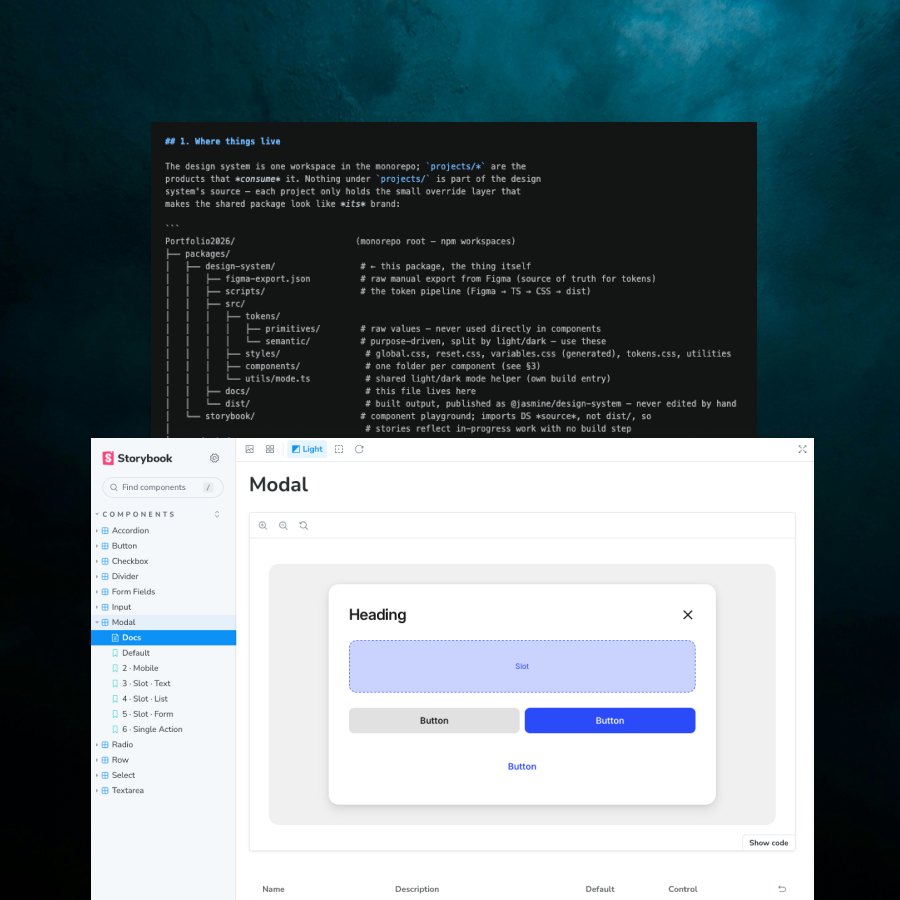 ## 1. Where things live
The design system is one workspace in the monorepo; `projects/*` are the
products that *consume* it. Nothing under `projects/` is part of the design
system's source — each project only holds the small override layer that
makes the shared package look like *its* brand:
```
Portfolio2026/ (monorepo root — npm workspaces)
├── packages/
│ ├── design-system/ # ← this package, the thing itself
│ │ ├── figma-export.json # raw manual export from Figma (source of truth for tokens)
│ │ ├── scripts/ # the token pipeline (Figma → TS → CSS → dist)
│ │ ├── src/
│ │ │ ├── tokens/
│ │ │ │ ├── primitives/ # raw values — never used directly in components
│ │ │ │ └── semantic/ # purpose-driven, split by light/dark — use these
│ │ │ ├── styles/ # global.css, reset.css, variables.css (generated), tokens.css, utilities
│ │ │ ├── components/ # one folder per component (see §3)
│ │ │ └── utils/mode.ts # shared light/dark mode helper (own build entry)
│ │ ├── docs/ # this file lives here
│ │ └── dist/ # built output, published as @jasmine/design-system — never edited by hand
│ └── storybook/ # component playground; imports DS *source*, not dist/, so
│ # stories reflect in-progress work with no build step
S Storybook
Find components /
COMPONENTS
Accordion
Button
Checkbox
Divider
Form Fields
Input
Modal
Docs
Default
2 · Mobile
3 · Slot · Text
4 · Slot · List
5 · Slot · Form
6 · Single Action
Radio
Row
Select
Textarea
Light
Modal
Heading
Slot
Button Button
Button
Show code
Name Description Default Control